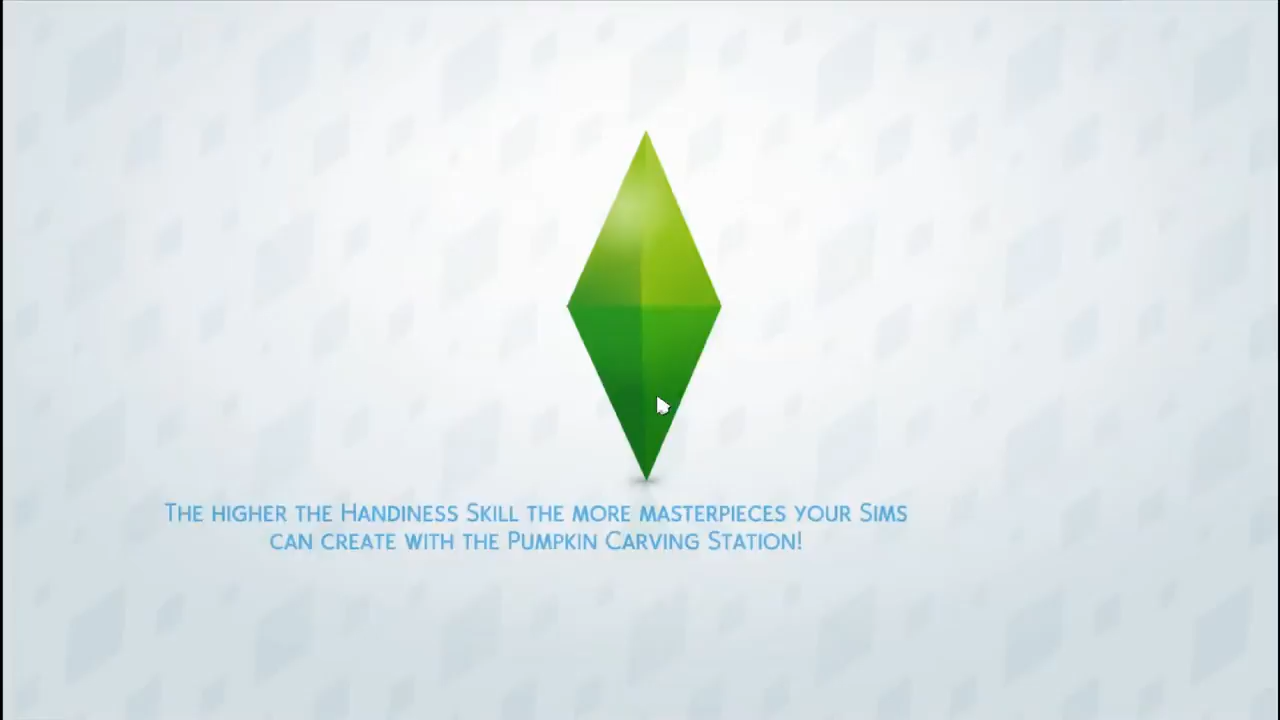 The higher the Handiness Skill the more masterpieces your Sims
can create with the Pumpkin Carving Station!